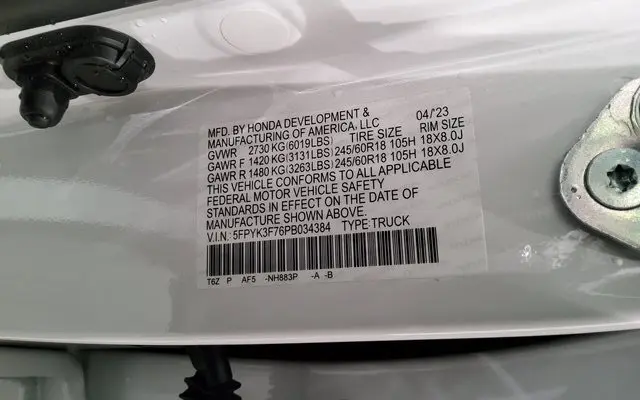 MFD. BY HONDA DEVELOPMENT & 04/'23
MANUFACTURING OF AMERICA, LLC TIRE SIZE RIM SIZE
GVWR 2730 KG (6019LBS)
GAWR F 1420 KG (3131LBS) 245/60R18 105H 18X8.0J
GAWR R 1480 KG (3263LBS) 245/60R18 105H 18X8.0J
THIS VEHICLE CONFORMS TO ALL APPLICABLE
FEDERAL MOTOR VEHICLE SAFETY
STANDARDS IN EFFECT ON THE DATE OF
MANUFACTURE SHOWN ABOVE.
V.I.N. 5FPYK3F76PB034384 TYPE: TRUCK
T6Z P AF5 -NH883P -A -B